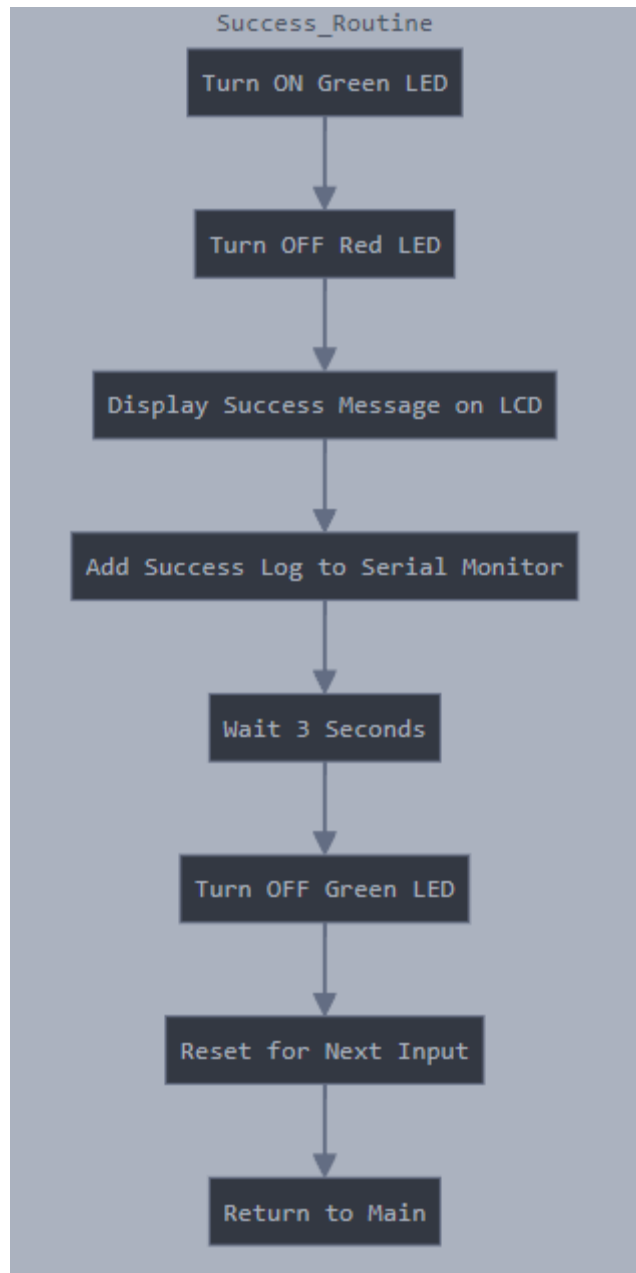 Success_Routine
Turn ON Green LED
Turn OFF Red LED
Display Success Message on LCD
Add Success Log to Serial Monitor
Wait 3 Seconds
Turn OFF Green LED
Reset for Next Input
Return to Main